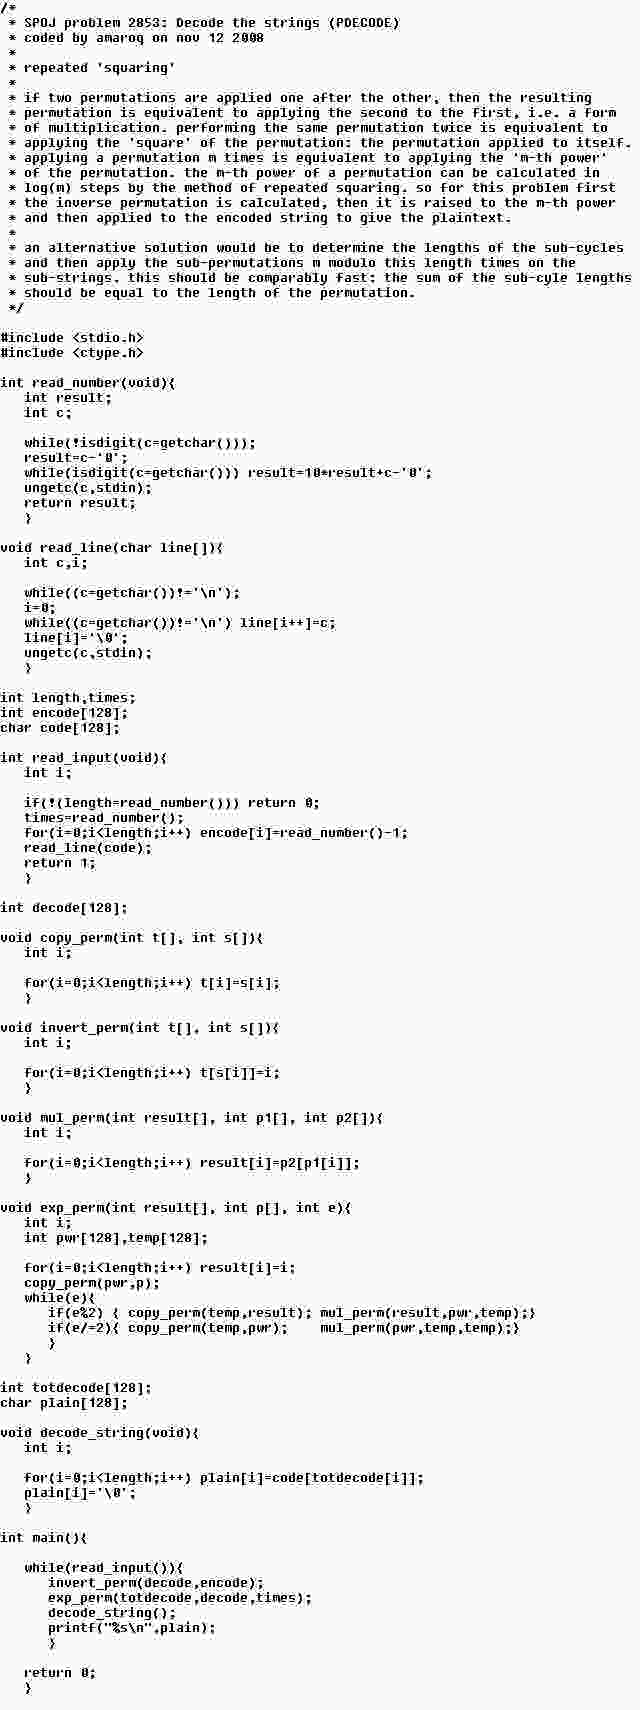 /*
 * SPOJ problem 2853: Decode the strings (PDECODE)
 * coded by amaroq on nov 12 2008
 *
 * repeated 'squaring'
 *
 * if two permutations are applied one after the other, then the resulting
 * permutation is equivalent to applying the second to the first, i.e. a form
 * of multiplication. performing the same permutation twice is equivalent to
 * applying the 'square' of the permutation: the permutation applied to itself.
 * applying a permutation m times is equivalent to applying the 'm-th power'
 * of the permutation. the m-th power of a permutation can be calculated in
 * log(m) steps by the method of repeated squaring. so for this problem first
 * the inverse permutation is calculated, then it is raised to the m-th power
 * and then applied to the encoded string to give the plaintext.
 *
 * an alternative solution would be to determine the lengths of the sub-cycles
 * and then apply the sub-permutations m modulo this length times on the
 * sub-strings. this should be comparably fast: the sum of the sub-cyle lengths
 * should be equal to the length of the permutation.
 */

#include <stdio.h>
#include <ctype.h>

int read_number(void){
   int result;
   int c;

   while(!isdigit(c=getchar()));
   result=c-'0';
   while(isdigit(c=getchar())) result=10*result+c-'0';
   ungetc(c,stdin);
   return result;
   }

void read_line(char line[]){
   int c,i;

   while((c=getchar())!='\n');
   i=0;
   while((c=getchar())!='\n') line[i++]=c;
   line[i]='\0';
   ungetc(c,stdin);
   }

int length,times;
int encode[128];
char code[128];

int read_input(void){
   int i;

   if(!(length=read_number())) return 0;
   times=read_number();
   for(i=0;i<length;i++) encode[i]=read_number()-1;
   read_line(code);
   return 1;
   }

int decode[128];

void copy_perm(int t[], int s[]){
   int i;

   for(i=0;i<length;i++) t[i]=s[i];
   }

void invert_perm(int t[], int s[]){
   int i;

   for(i=0;i<length;i++) t[s[i]]=i;
   }

void mul_perm(int result[], int p1[], int p2[]){
   int i;

   for(i=0;i<length;i++) result[i]=p2[p1[i]];
   }

void exp_perm(int result[], int p[], int e){
   int i;
   int pwr[128],temp[128];

   for(i=0;i<length;i++) result[i]=i;
   copy_perm(pwr,p);
   while(e){
      if(e%2) { copy_perm(temp,result); mul_perm(result,pwr,temp);}
      if(e/=2){ copy_perm(temp,pwr);    mul_perm(pwr,temp,temp);}
      }
   }

int totdecode[128];
char plain[128];

void decode_string(void){
   int i;

   for(i=0;i<length;i++) plain[i]=code[totdecode[i]];
   plain[i]='\0';
   }

int main(){

   while(read_input()){
      invert_perm(decode,encode);
      exp_perm(totdecode,decode,times);
      decode_string();
      printf("%s\n",plain);
      }

   return 0;
   }